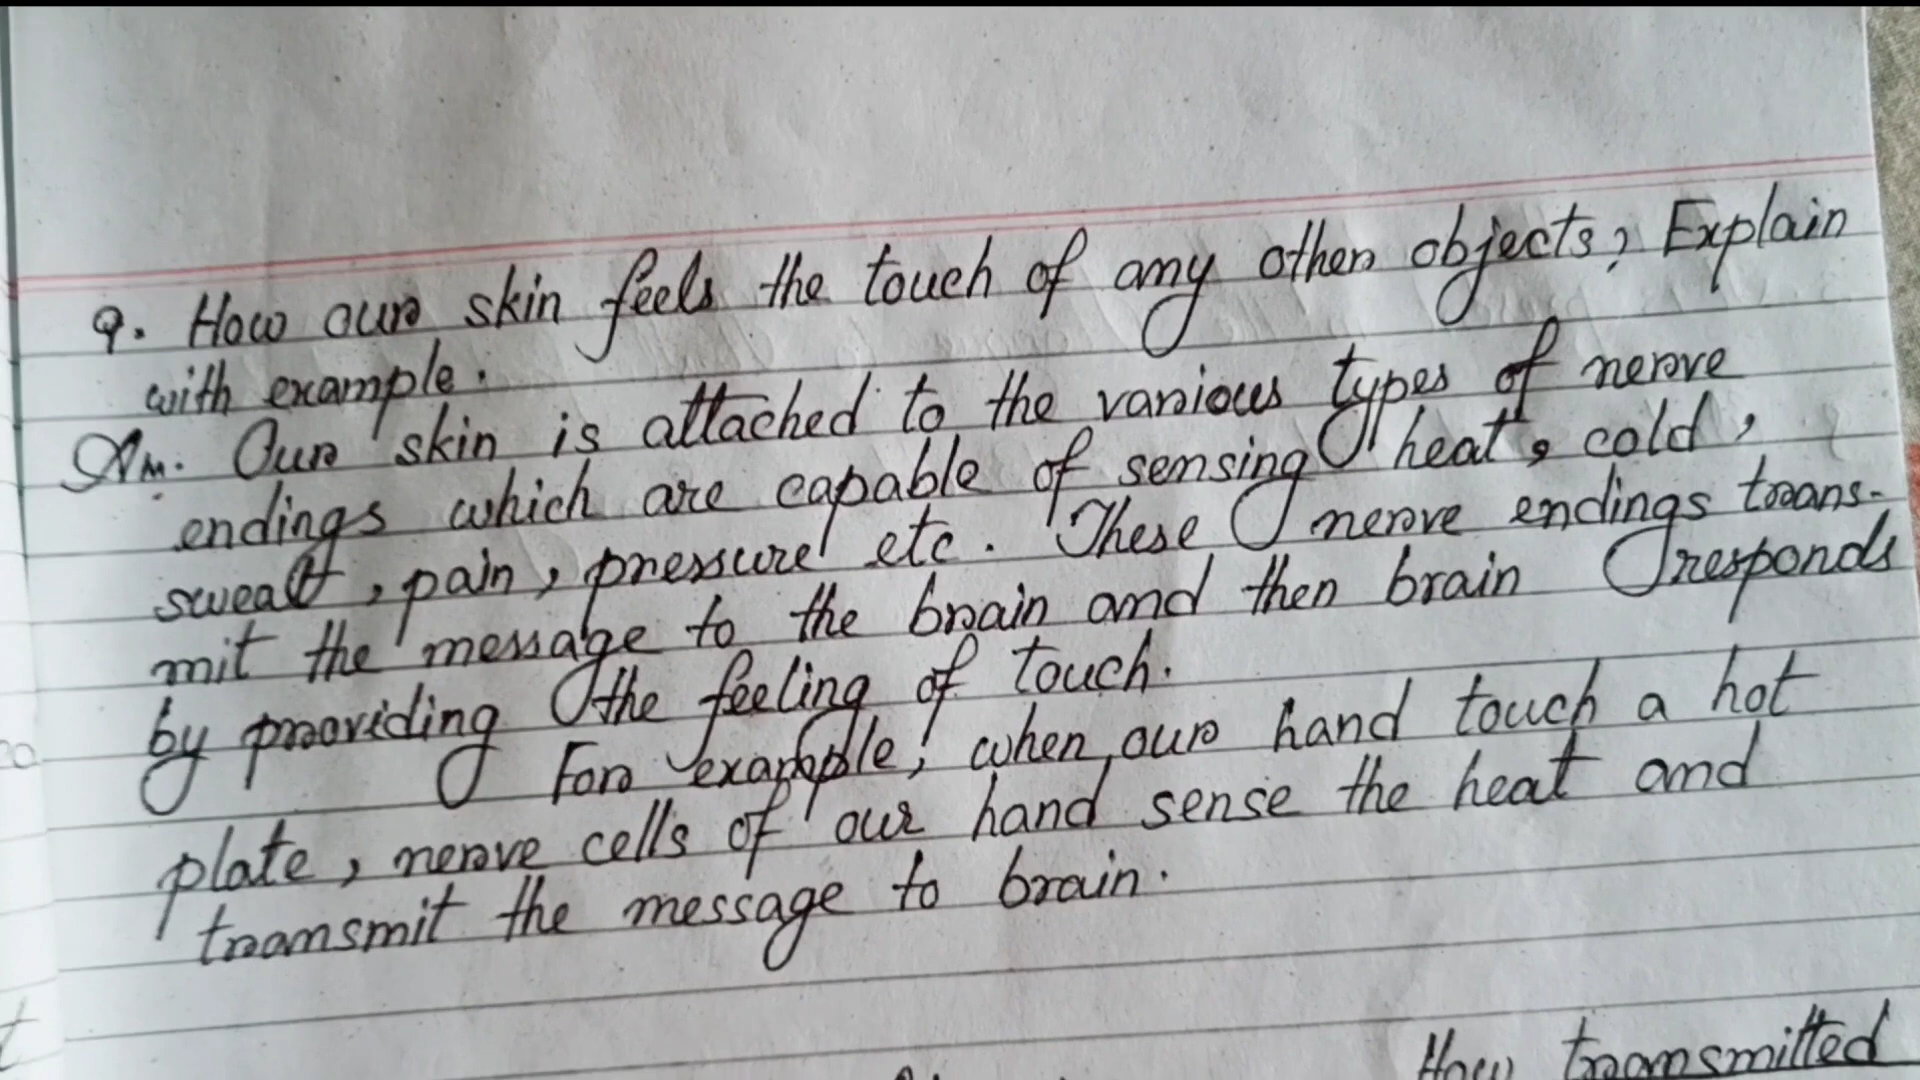 Q. How our skin feels the touch of any other objects? Explain
with example.
Ans. Our skin is attached to the various types of nerve
endings which are capable of sensing heat, cold,
sweat, pain, pressure etc. These nerve endings trans-
mit the message to the brain and then brain responds
by providing the feeling of touch.
For example, when our hand touch a hot
plate, nerve cells of our hand sense the heat and
transmit the message to brain.
How transmitted